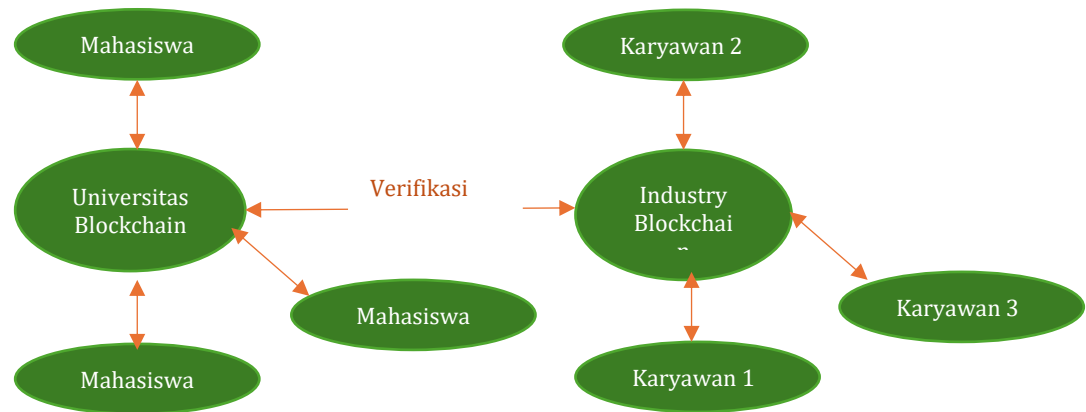 Mahasiswa
Karyawan 2
Universitas
Blockchain
Verifikasi
Industry
Blockchai
n
Mahasiswa
Karyawan 3
Mahasiswa
Karyawan 1